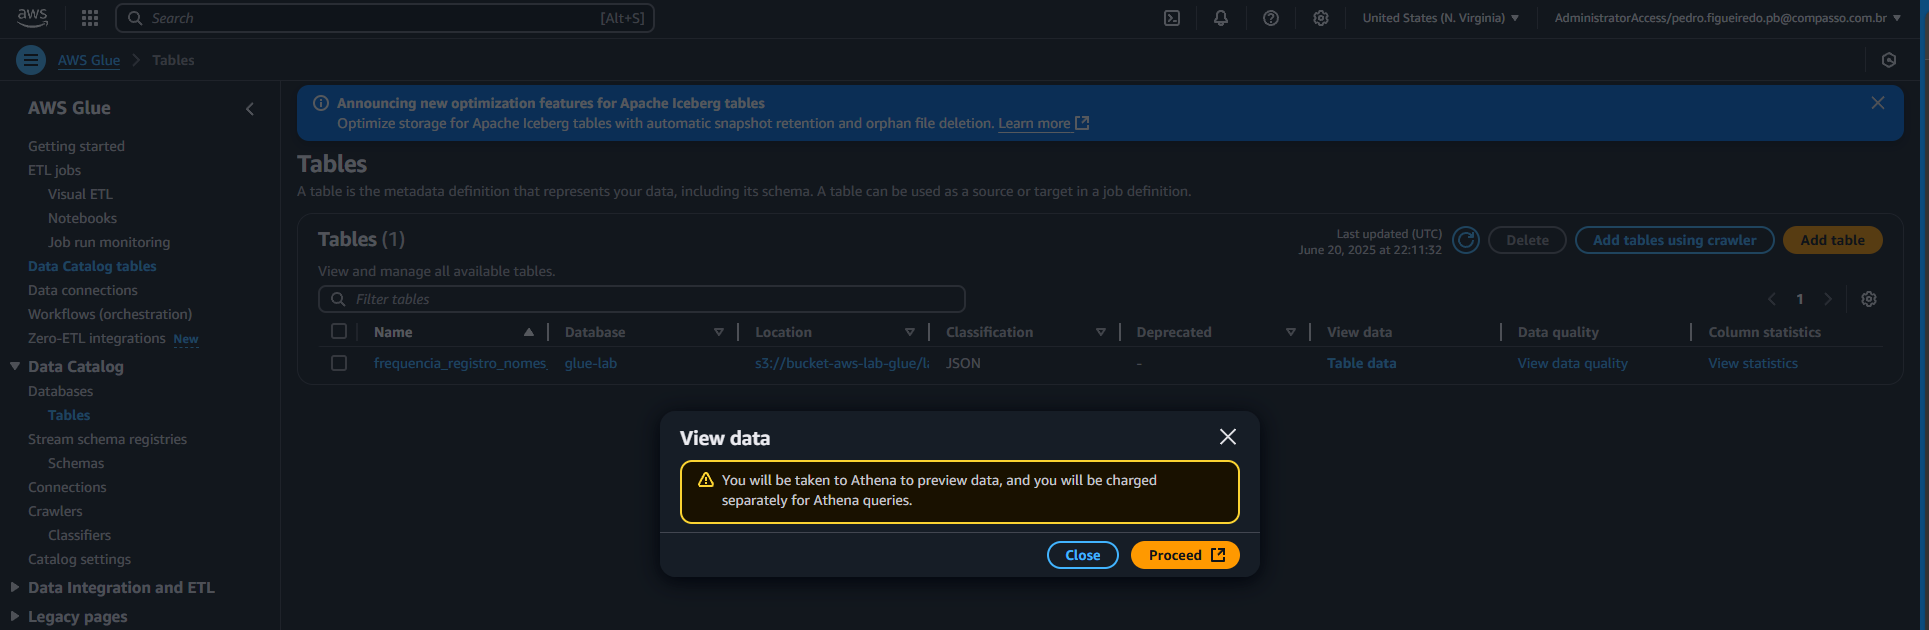 aws
Search [Alt+S]
United States (N. Virginia)
AdministratorAccess/pedro.figueiredo.pb@compasso.com.br
AWS Glue > Tables
AWS Glue
Getting started
ETL jobs
Visual ETL
Notebooks
Job run monitoring
Data Catalog tables
Data connections
Workflows (orchestration)
Zero-ETL integrations New
Data Catalog
Databases
Tables
Stream schema registries
Schemas
Connections
Crawlers
Classifiers
Catalog settings
Data Integration and ETL
Legacy pages
Announcing new optimization features for Apache Iceberg tables
Optimize storage for Apache Iceberg tables with automatic snapshot retention and orphan file deletion. Learn more
Tables
A table is the metadata definition that represents your data, including its schema. A table can be used as a source or target in a job definition.
Tables (1)
Last updated (UTC)
June 20, 2025 at 22:11:32
Delete
Add tables using crawler
Add table
View and manage all available tables.
Filter tables
1
Name Database Location Classification Deprecated View data Data quality Column statistics
frequencia_registro_nomes_ glue-lab s3://bucket-aws-lab-glue/l JSON - Table data View data quality View statistics
View data
You will be taken to Athena to preview data, and you will be charged
separately for Athena queries.
Close
Proceed